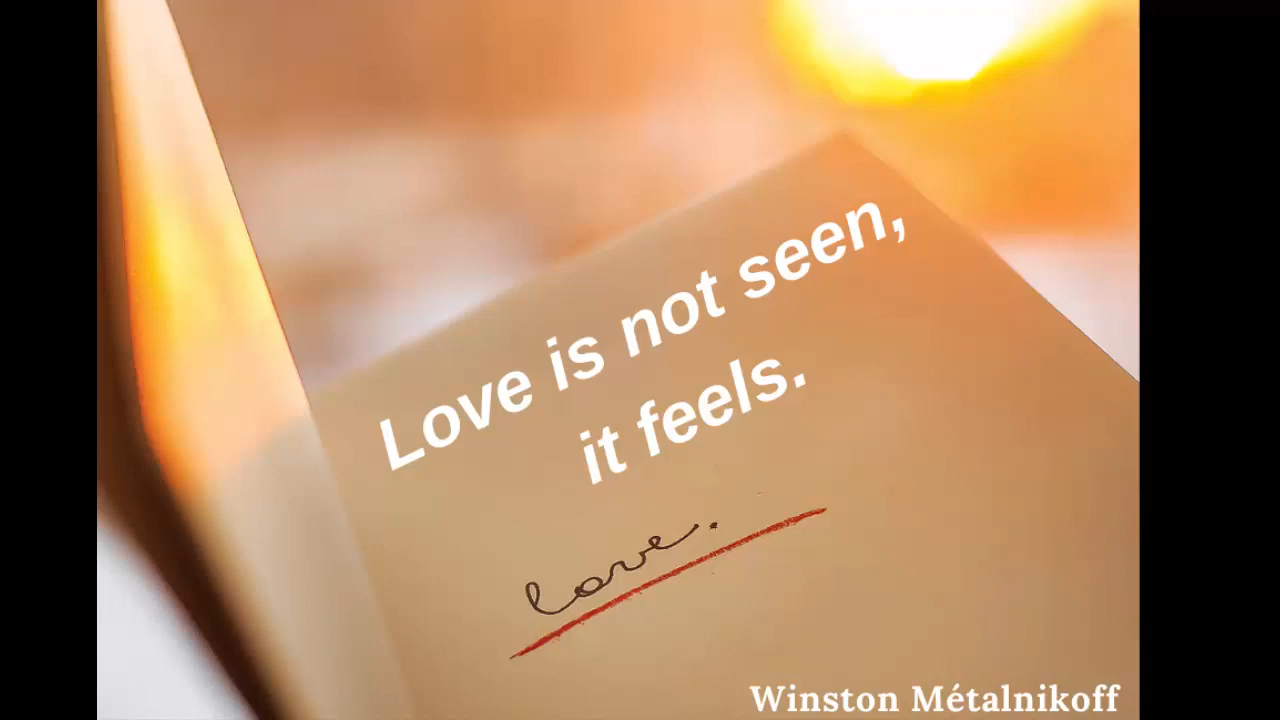 Love is not seen,
it feels.
love.
Winston Métalnikoff